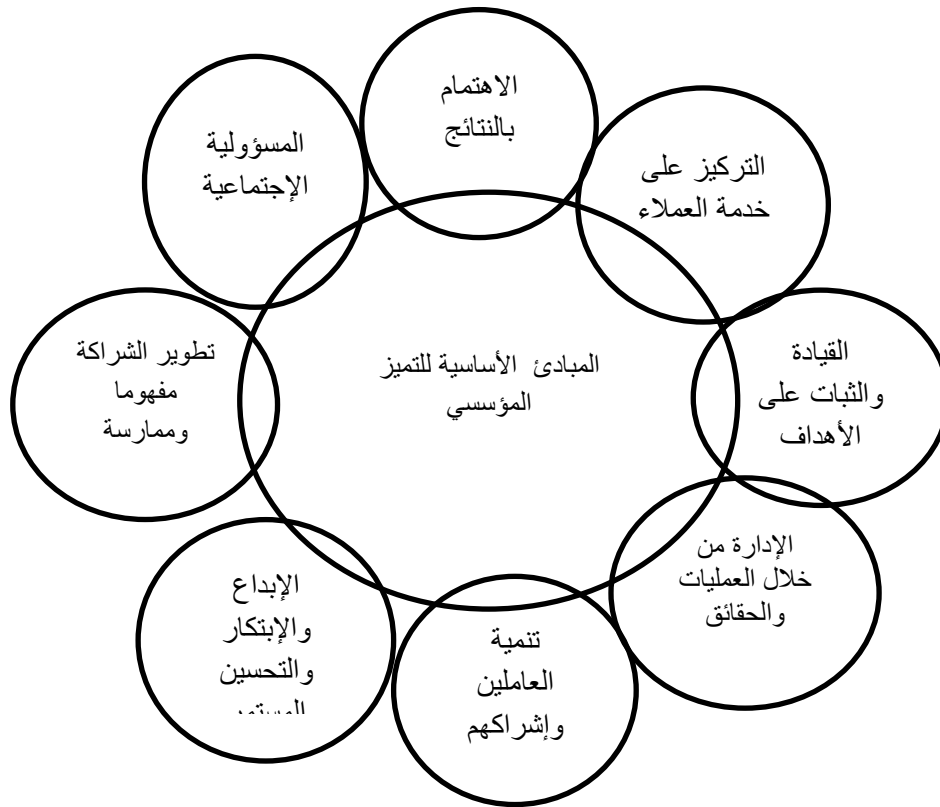 الاهتمام
بالنتائج
التركيز على
خدمة العملاء
القيادة
والثبات على
الأهداف
الإدارة من
خلال العمليات
والحقائق
تنمية
العاملين
وإشراكهم
الإبداع
والإبتكار
والتحسين
المستمر
تطوير الشراكة
مفهوما
وممارسة
المسؤولية
الإجتماعية
المبادئ الأساسية للتميز
المؤسسي